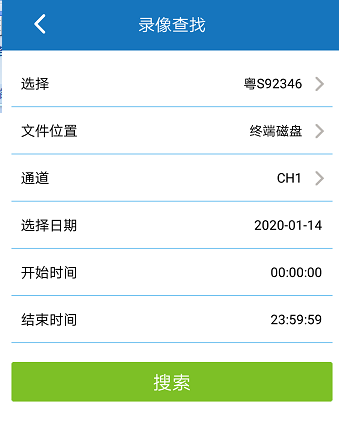 录像查找
选择 粤S92346
文件位置 终端磁盘
通道 CH1
选择日期 2020-01-14
开始时间 00:00:00
结束时间 23:59:59
搜索